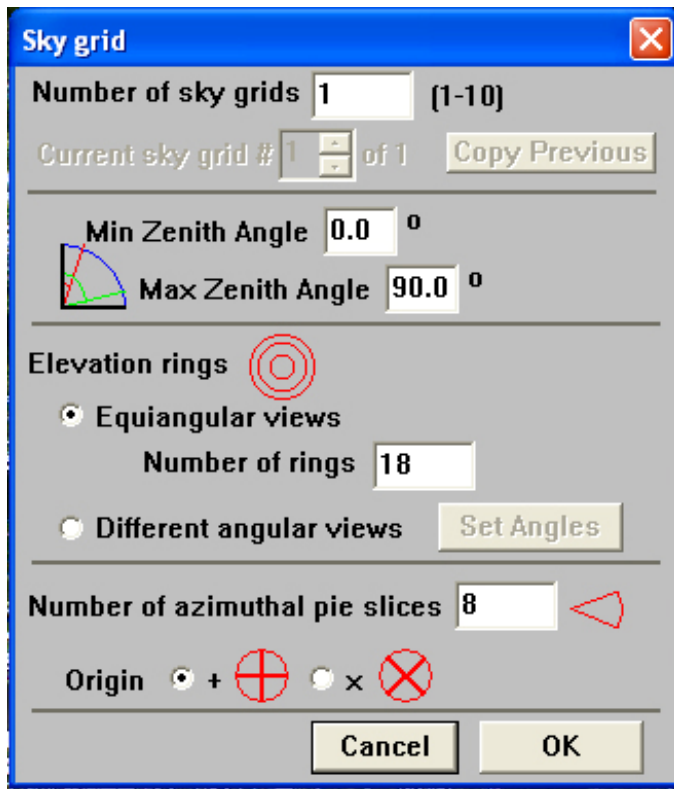 Sky grid
Number of sky grids 1 (1-10)
Current sky grid # 1 of 1 Copy Previous
Min Zenith Angle 0.0 º
Max Zenith Angle 90.0 º
Elevation rings
Equiangular views
Number of rings 18
Different angular views Set Angles
Number of azimuthal pie slices 8
Origin + x
Cancel OK